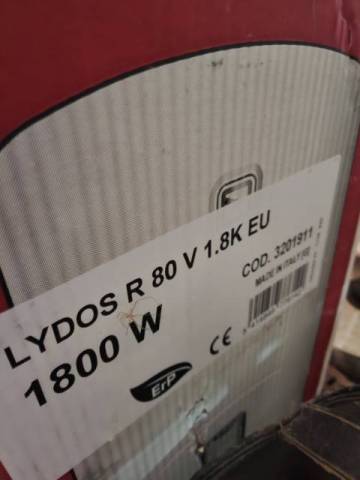 LYDOS R 80 V 1.8K EU
1800 W
COD. 3201911
MADE IN ITALY
CE
ErP